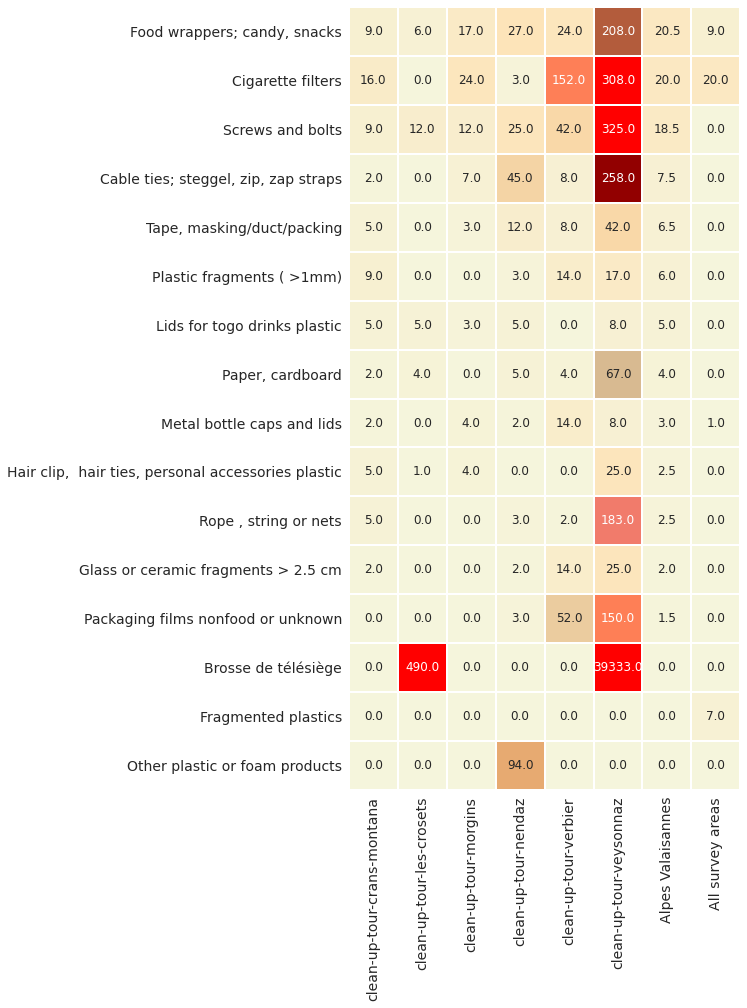 Food wrappers; candy, snacks 9.0 6.0 17.0 27.0 24.0 208.0 20.5 9.0
Cigarette filters 16.0 0.0 24.0 3.0 152.0 308.0 20.0 20.0
Screws and bolts 9.0 12.0 12.0 25.0 42.0 325.0 18.5 0.0
Cable ties; steggel, zip, zap straps 2.0 0.0 7.0 45.0 8.0 258.0 7.5 0.0
Tape, masking/duct/packing 5.0 0.0 3.0 12.0 8.0 42.0 6.5 0.0
Plastic fragments ( >1mm) 9.0 0.0 0.0 3.0 14.0 17.0 6.0 0.0
Lids for togo drinks plastic 5.0 5.0 3.0 5.0 0.0 8.0 5.0 0.0
Paper, cardboard 2.0 4.0 0.0 5.0 4.0 67.0 4.0 0.0
Metal bottle caps and lids 2.0 0.0 4.0 2.0 14.0 8.0 3.0 1.0
Hair clip,  hair ties, personal accessories plastic 5.0 1.0 4.0 0.0 0.0 25.0 2.5 0.0
Rope , string or nets 5.0 0.0 0.0 3.0 2.0 183.0 2.5 0.0
Glass or ceramic fragments > 2.5 cm 2.0 0.0 0.0 2.0 14.0 25.0 2.0 0.0
Packaging films nonfood or unknown 0.0 0.0 0.0 3.0 52.0 150.0 1.5 0.0
Brosse de télésiège 0.0 490.0 0.0 0.0 0.0 39333.0 0.0 0.0
Fragmented plastics 0.0 0.0 0.0 0.0 0.0 0.0 0.0 7.0
Other plastic or foam products 0.0 0.0 0.0 94.0 0.0 0.0 0.0 0.0
clean-up-tour-crans-montana
clean-up-tour-les-crosets
clean-up-tour-morgins
clean-up-tour-nendaz
clean-up-tour-verbier
clean-up-tour-veysonnaz
Alpes Valaisannes
All survey areas